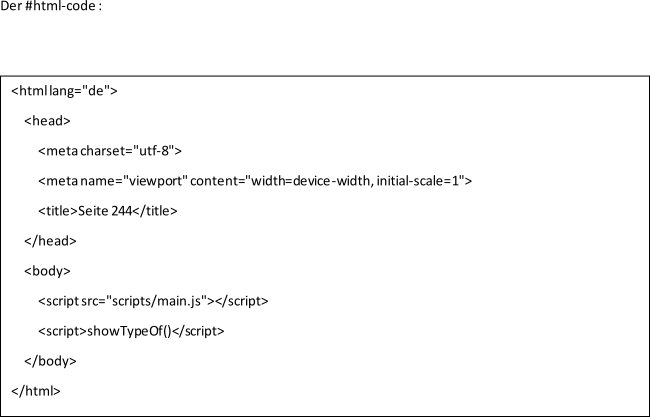 Der #html-code :
<html lang="de">
<head>
<meta charset="utf-8">
<meta name="viewport" content="width=device-width, initial-scale=1">
<title>Seite 244</title>
</head>
<body>
<script src="scripts/main.js"></script>
<script>showTypeOf()</script>
</body>
</html>